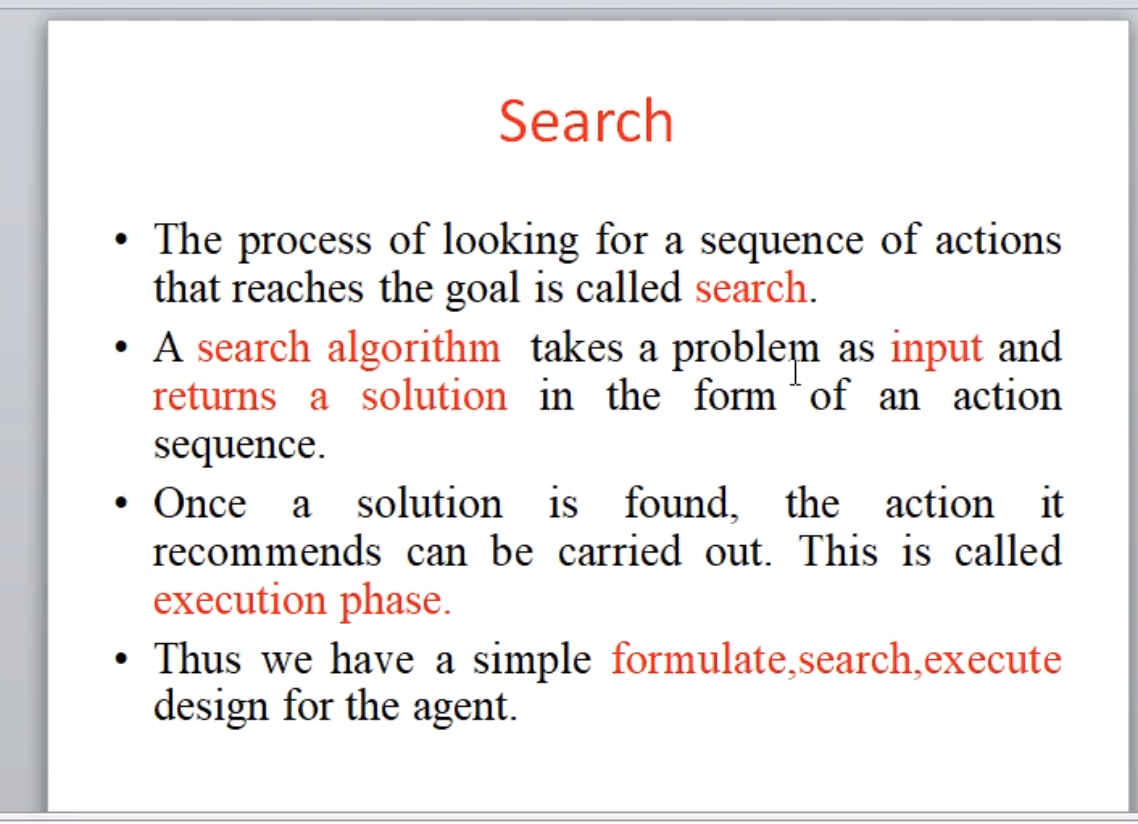 Search
• The process of looking for a sequence of actions
that reaches the goal is called search.
• A search algorithm takes a problem as input and
returns a solution in the form of an action
sequence.
• Once a solution is found, the action it
recommends can be carried out. This is called
execution phase.
• Thus we have a simple formulate,search,execute
design for the agent.